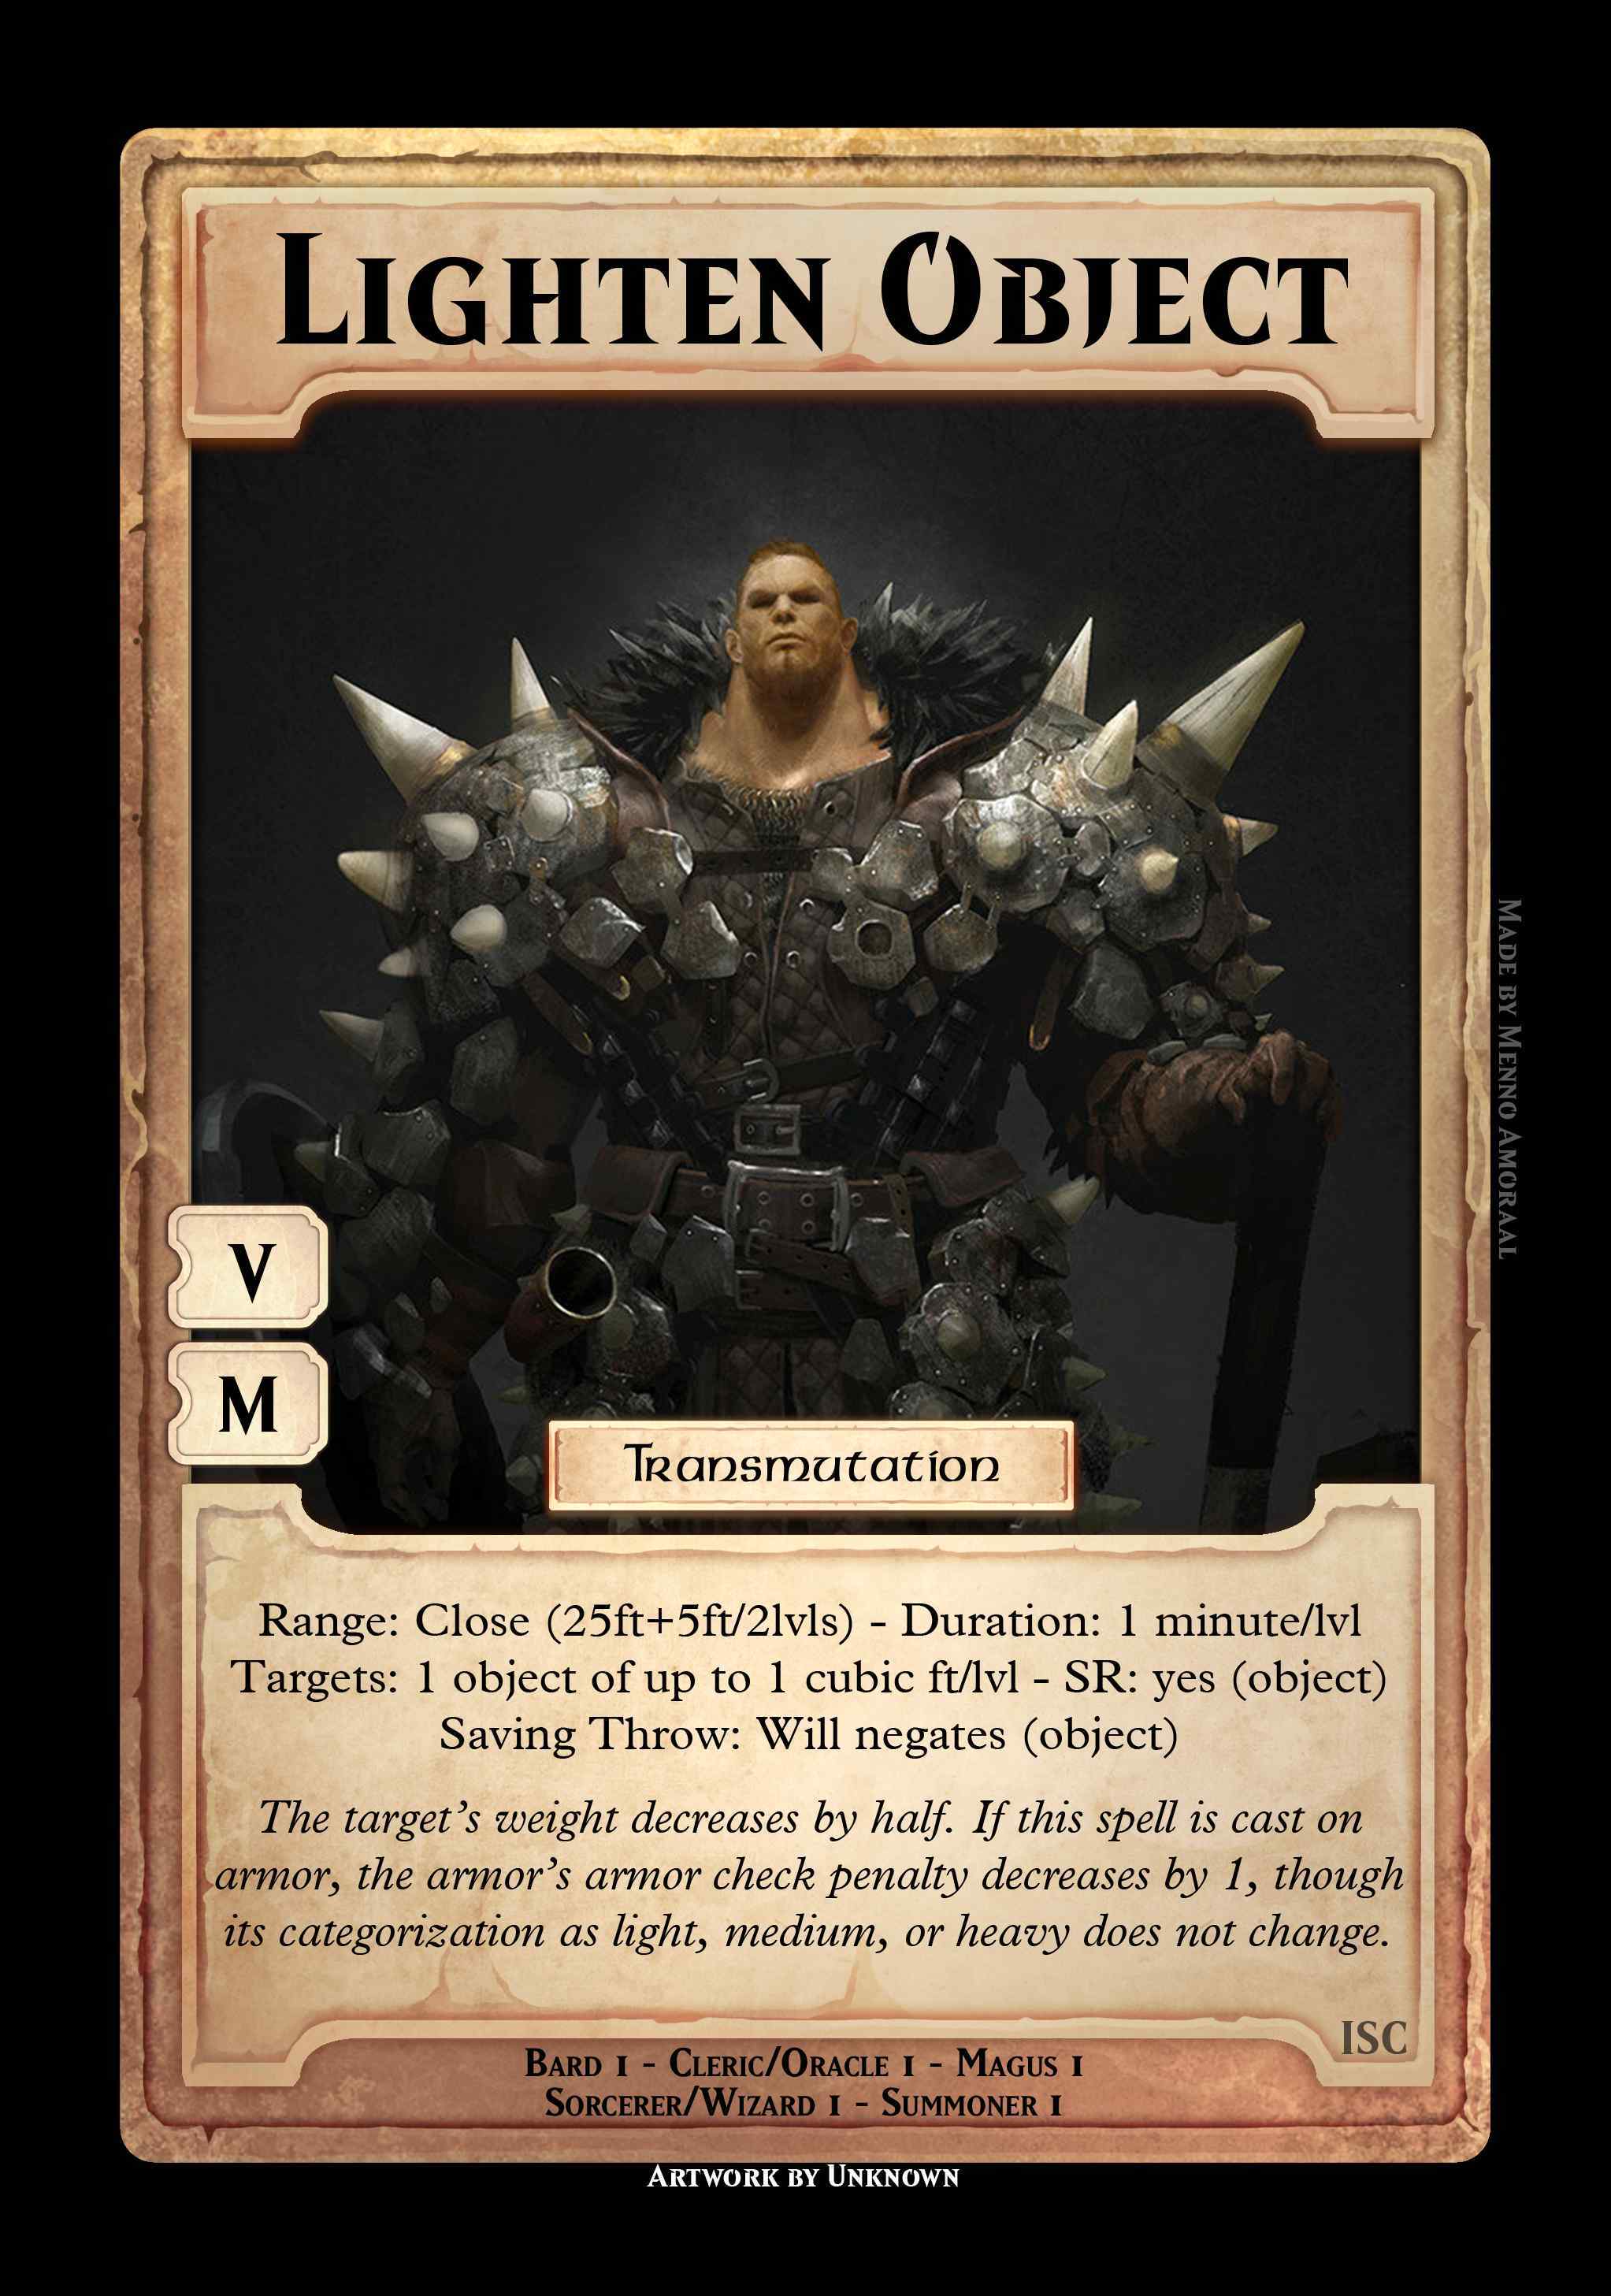 Lighten Object
V
M
Transmutation
Range: Close (25ft+5ft/2lvls) - Duration: 1 minute/lvl
Targets: 1 object of up to 1 cubic ft/lvl - SR: yes (object)
Saving Throw: Will negates (object)
The target's weight decreases by half. If this spell is cast on
armor, the armor's armor check penalty decreases by 1, though
its categorization as light, medium, or heavy does not change.
ISC
Bard 1 - Cleric/Oracle 1 - Magus 1
Sorcerer/Wizard 1 - Summoner 1
Artwork by Unknown
Made by Menno Amoraal